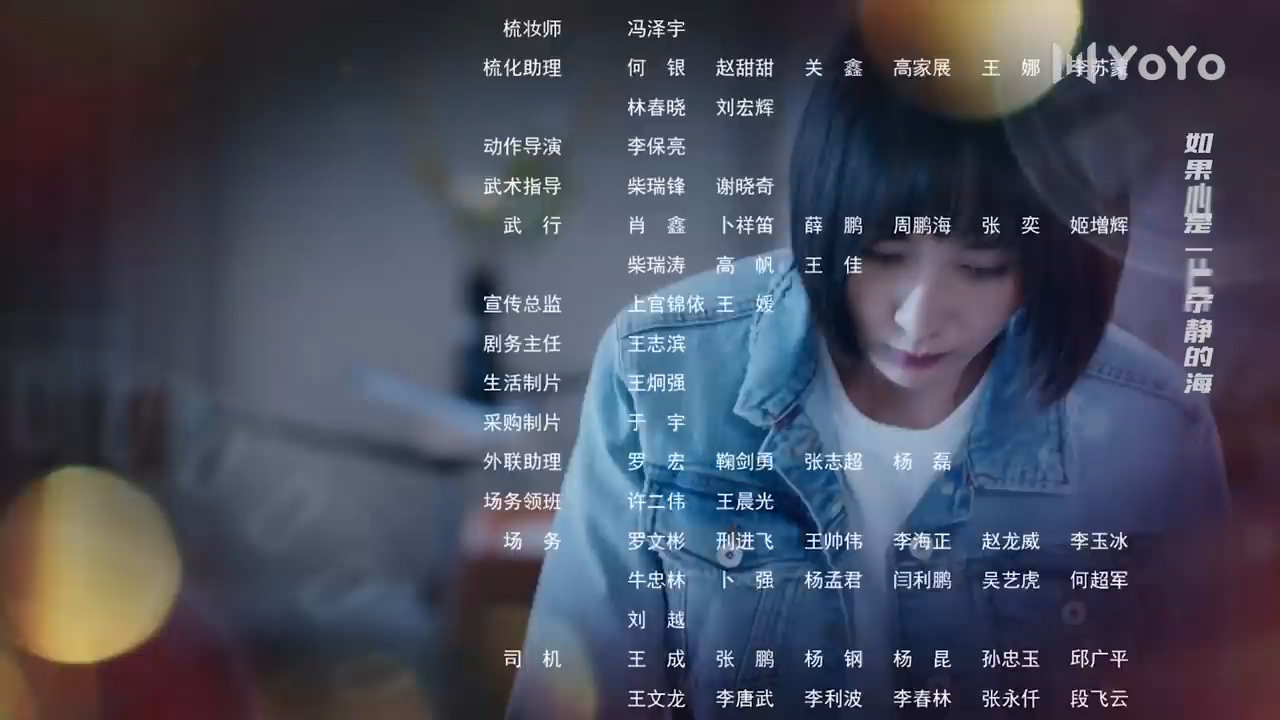 梳妆师 冯泽宇
梳化助理 何 银 赵甜甜 关 鑫 高家展 王 娜 李苏蒙
林春晓 刘宏辉
动作导演 李保亮
武术指导 柴瑞锋 谢晓奇
武 行 肖 鑫 卜祥笛 薛 鹏 周鹏海 张 奕 姬增辉
柴瑞涛 高 帆 王 佳
宣传总监 上官锦依 王 媛
剧务主任 王志滨
生活制片 王炯强
采购制片 于 宇
外联助理 罗 宏 鞠剑勇 张志超 杨 磊
场务领班 许二伟 王晨光
场 务 罗文彬 刑进飞 王帅伟 李海正 赵龙威 李玉冰
牛忠林 卜 强 杨孟君 闫利鹏 吴艺虎 何超军
刘 越
司 机 王 成 张 鹏 杨 钢 杨 昆 孙忠玉 邱广平
王文龙 李唐武 李利波 李春林 张永仟 段飞云
YoYo
如果心是一片宁静的海